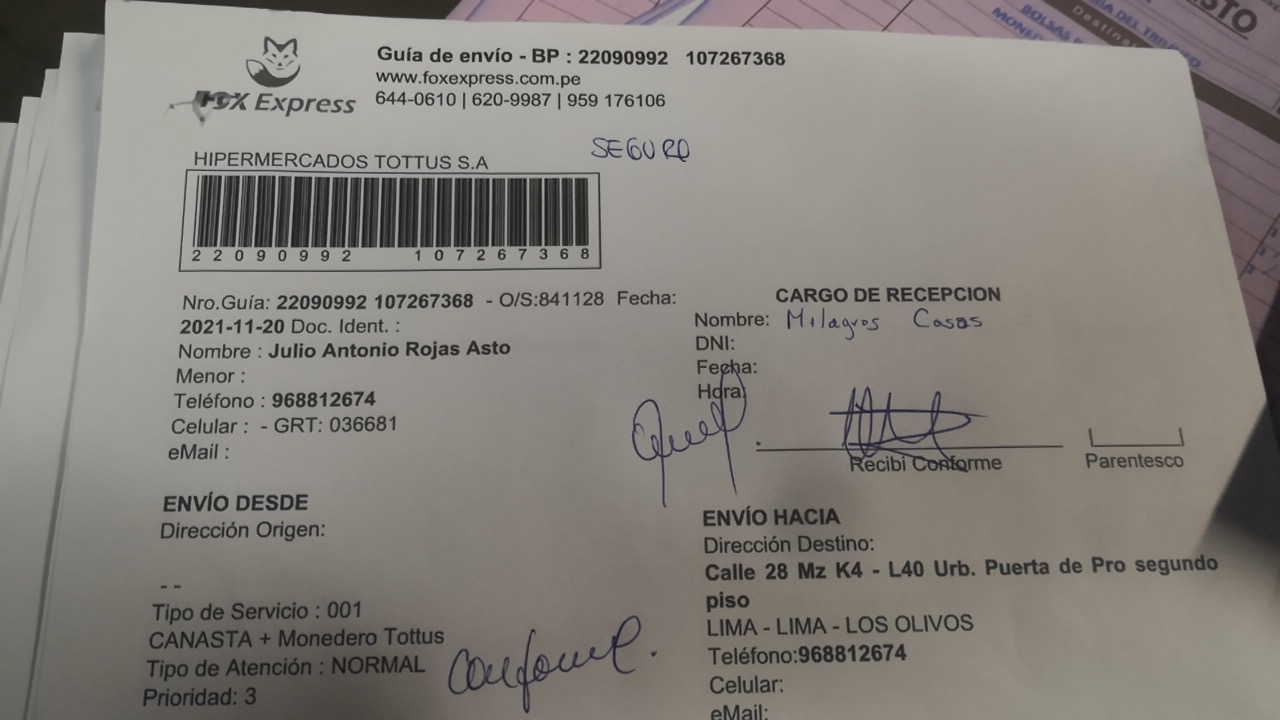 Guía de envío - BP : 22090992 107267368
www.foxexpress.com.pe
644-0610 | 620-9987 | 959 176106
FOX Express
SEGURO
HIPERMERCADOS TOTTUS S.A
22090992 107267368
Nro.Guía: 22090992 107267368 - O/S:841128 Fecha:
2021-11-20 Doc. Ident. :
Nombre : Julio Antonio Rojas Asto
Menor :
Teléfono : 968812674
Celular : - GRT: 036681
eMail :
CARGO DE RECEPCION
Nombre: Milagros Casas
DNI:
Fecha:
Hora:
Recibi Conforme
Parentesco
ENVÍO DESDE
Dirección Origen:
- -
Tipo de Servicio : 001
CANASTA + Monedero Tottus
Tipo de Atención : NORMAL
Prioridad: 3
conforme.
ENVÍO HACIA
Dirección Destino:
Calle 28 Mz K4 - L40 Urb. Puerta de Pro segundo
piso
LIMA - LIMA - LOS OLIVOS
Teléfono:968812674
Celular:
eMail:
BOLSAS